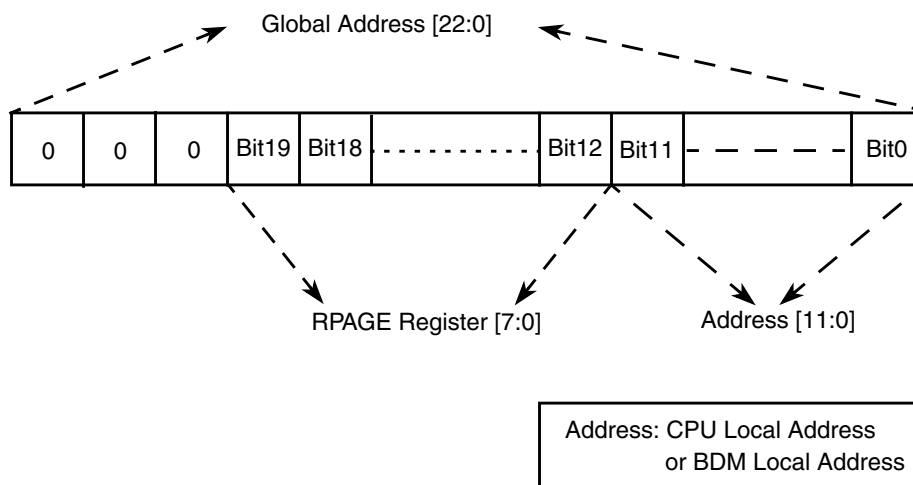 Global Address [22:0]
0 0 0 Bit19 Bit18 Bit12 Bit11 Bit0
RPAGE Register [7:0] Address [11:0]
Address: CPU Local Address
or BDM Local Address